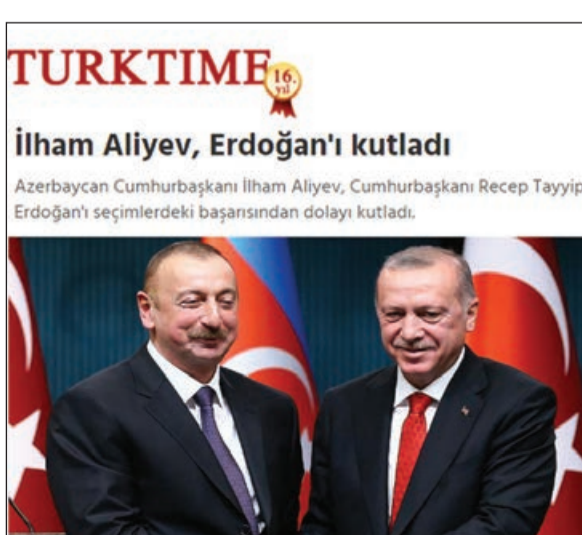 TURKTIME
16.
yıl
İlham Aliyev, Erdoğan'ı kutladı
Azerbaycan Cumhurbaşkanı İlham Aliyev, Cumhurbaşkanı Recep Tayyip
Erdoğan'ı seçimlerdeki başarısından dolayı kutladı.